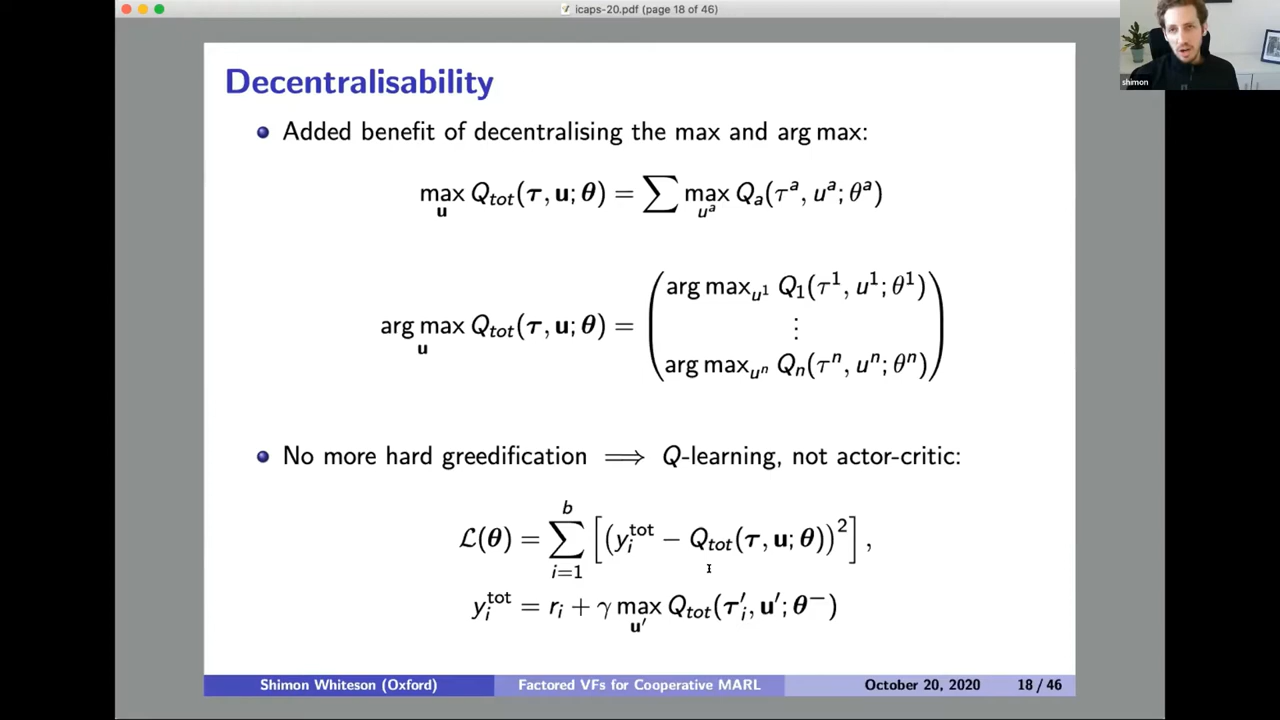 icaps-20.pdf (page 18 of 46)
shimon
Decentralisability
Added benefit of decentralising the max and arg max:
max_u Q_tot(τ, u; θ) = ∑ max_{u^a} Q_a(τ^a, u^a; θ^a)
arg max_u Q_tot(τ, u; θ) = ( arg max_{u^1} Q_1(τ^1, u^1; θ^1)
⋮
arg max_{u^n} Q_n(τ^n, u^n; θ^n) )
No more hard greedification ⟹ Q-learning, not actor-critic:
L(θ) = ∑_{i=1}^{b} [(y_i^tot − Q_tot(τ, u; θ))^2],
y_i^tot = r_i + γ max_{u′} Q_tot(τ′_i, u′; θ^−)
Shimon Whiteson (Oxford) Factored VFs for Cooperative MARL October 20, 2020 18 / 46